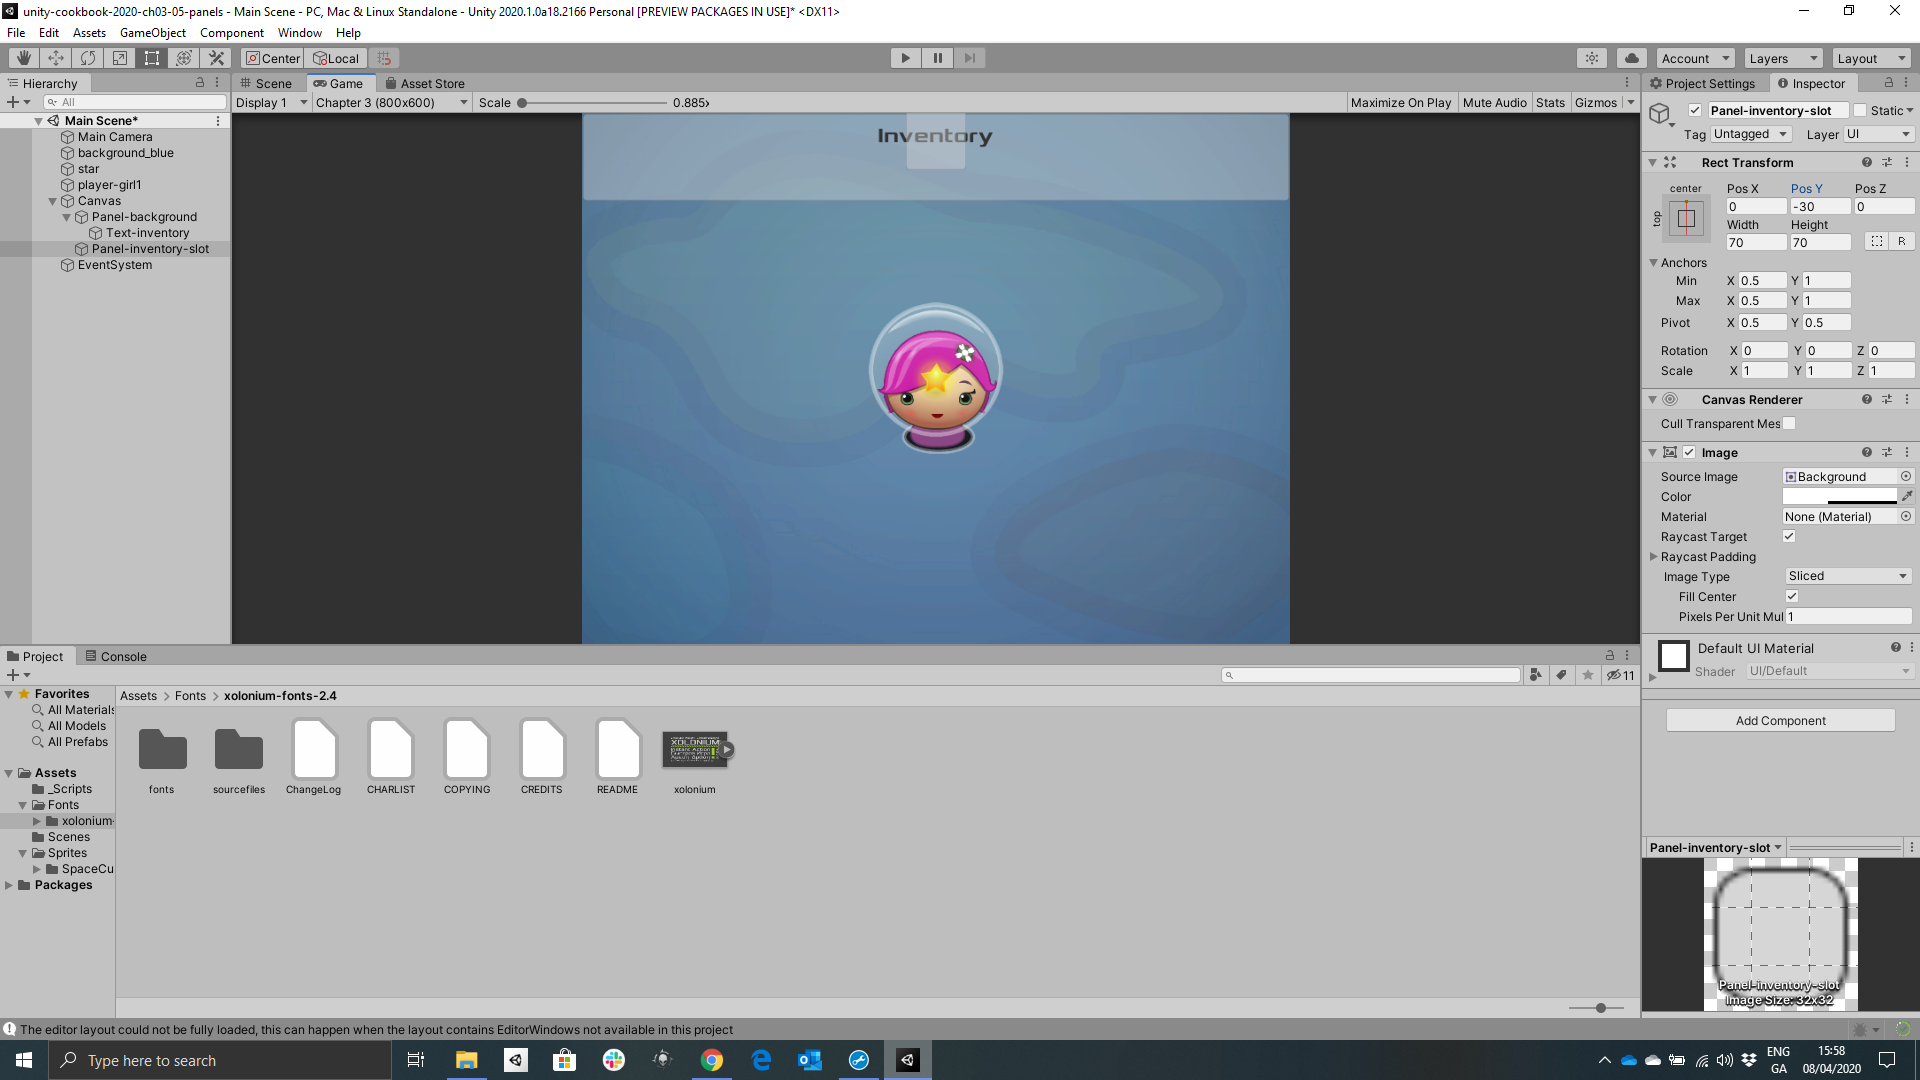 unity-cookbook-2020-ch03-05-panels - Main Scene - PC, Mac & Linux Standalone - Unity 2020.1.0a18.2166 Personal [PREVIEW PACKAGES IN USE]* <DX11>
File Edit Assets GameObject Component Window Help
Center Local Account Layers Layout
Hierarchy
All
Main Scene*
Main Camera
background_blue
star
player-girl1
Canvas
Panel-background
Text-inventory
Panel-inventory-slot
EventSystem
Scene Game Asset Store
Display 1 Chapter 3 (800x600) Scale 0.885› Maximize On Play Mute Audio Stats Gizmos
Inventory
Project Settings Inspector
Panel-inventory-slot Static
Tag Untagged Layer UI
Rect Transform
center
top
Pos X Pos Y Pos Z
0 -30 0
Width Height
70 70 R
Anchors
Min X 0.5 Y 1
Max X 0.5 Y 1
Pivot X 0.5 Y 0.5
Rotation X 0 Y 0 Z 0
Scale X 1 Y 1 Z 1
Canvas Renderer
Cull Transparent Mes
Image
Source Image Background
Color
Material None (Material)
Raycast Target
Raycast Padding
Image Type Sliced
Fill Center
Pixels Per Unit Mul 1
Default UI Material
Shader UI/Default
Add Component
Panel-inventory-slot
Panel-inventory-slot
Image Size: 32x32
Project Console
11
Favorites
All Materials
All Models
All Prefabs
Assets
_Scripts
Fonts
xolonium-
Scenes
Sprites
SpaceCu
Packages
Assets > Fonts > xolonium-fonts-2.4
XOLONIUM
fonts sourcefiles ChangeLog CHARLIST COPYING CREDITS README xolonium
The editor layout could not be fully loaded, this can happen when the layout contains EditorWindows not available in this project
Type here to search
ENG
GA
15:58
08/04/2020